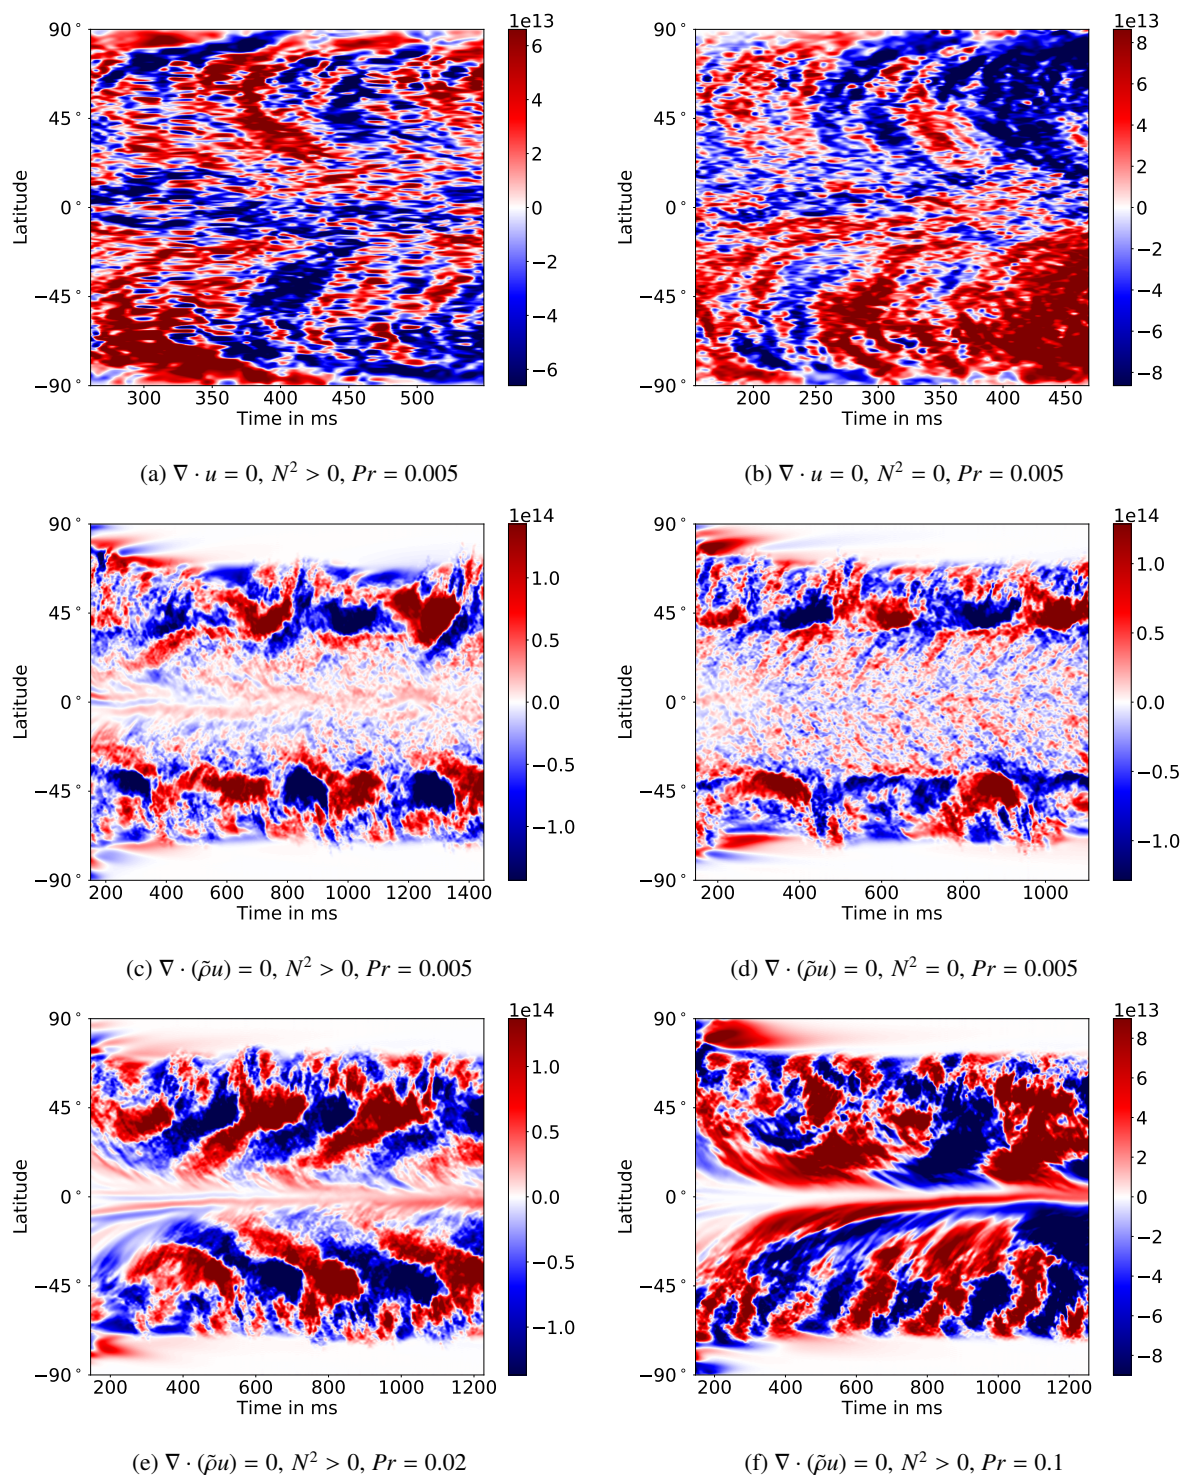 1e13
90°
45°
0°
−45°
−90°
Latitude
300 350 400 450 500
Time in ms
6
4
2
0
−2
−4
−6
(a) ∇ · u = 0, N² > 0, Pr = 0.005
1e13
90°
45°
0°
−45°
−90°
Latitude
200 250 300 350 400 450
Time in ms
8
6
4
2
0
−2
−4
−6
−8
(b) ∇ · u = 0, N² = 0, Pr = 0.005
1e14
90°
45°
0°
−45°
−90°
Latitude
200 400 600 800 1000 1200 1400
Time in ms
1.0
0.5
0.0
−0.5
−1.0
(c) ∇ · (ρ̃u) = 0, N² > 0, Pr = 0.005
1e14
90°
45°
0°
−45°
−90°
Latitude
200 400 600 800 1000
Time in ms
1.0
0.5
0.0
−0.5
−1.0
(d) ∇ · (ρ̃u) = 0, N² = 0, Pr = 0.005
1e14
90°
45°
0°
−45°
−90°
Latitude
200 400 600 800 1000 1200
Time in ms
1.0
0.5
0.0
−0.5
−1.0
(e) ∇ · (ρ̃u) = 0, N² > 0, Pr = 0.02
1e13
90°
45°
0°
−45°
−90°
Latitude
200 400 600 800 1000 1200
Time in ms
8
6
4
2
0
−2
−4
−6
−8
(f) ∇ · (ρ̃u) = 0, N² > 0, Pr = 0.1